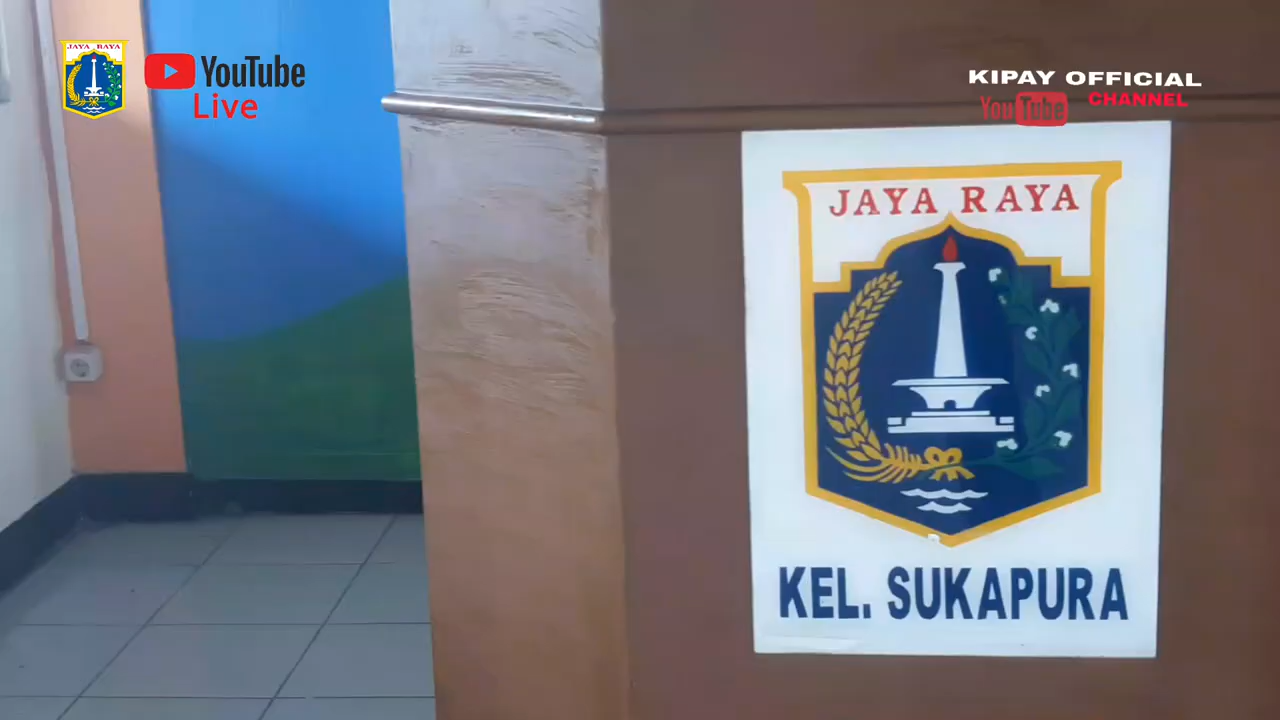 JAYA RAYA
YouTube
Live
KIPAY OFFICIAL
YouTube CHANNEL
JAYA RAYA
KEL. SUKAPURA